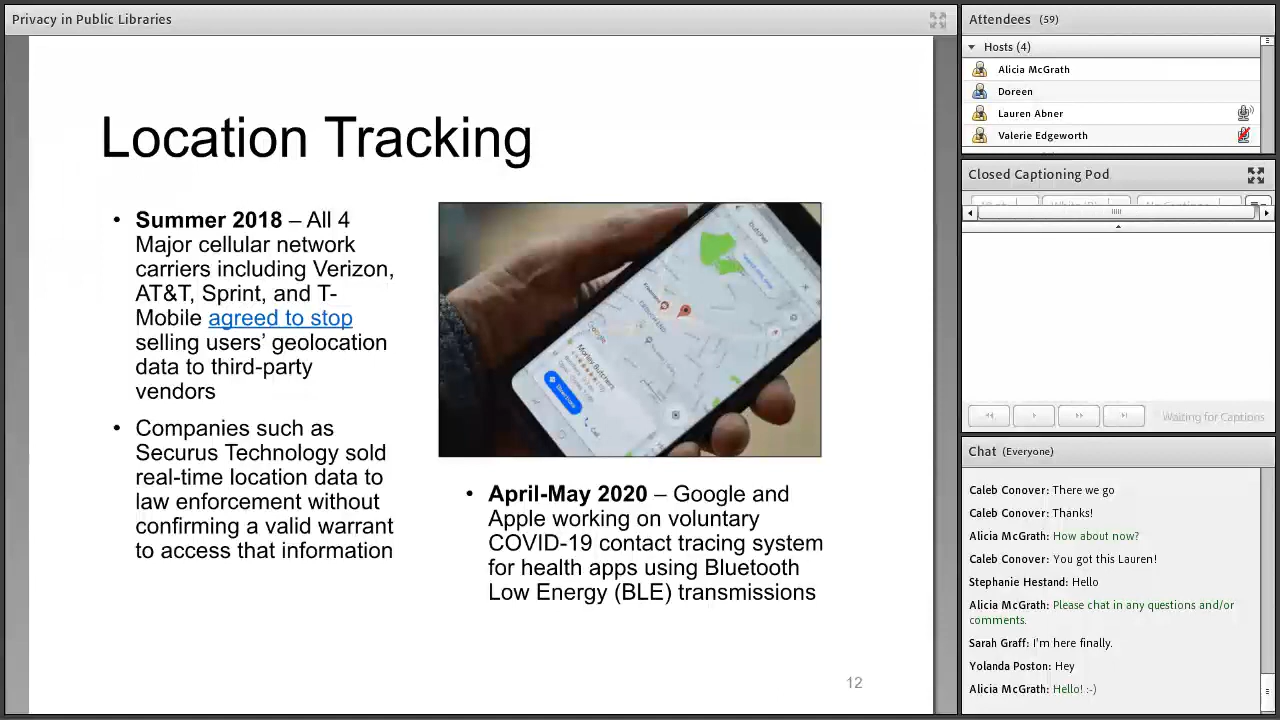 Privacy in Public Libraries
Location Tracking
• Summer 2018 – All 4
Major cellular network
carriers including Verizon,
AT&T, Sprint, and T-
Mobile agreed to stop
selling users’ geolocation
data to third-party
vendors
• Companies such as
Securus Technology sold
real-time location data to
law enforcement without
confirming a valid warrant
to access that information
Google
Morley Butchers
Directions
Call
• April-May 2020 – Google and
Apple working on voluntary
COVID-19 contact tracing system
for health apps using Bluetooth
Low Energy (BLE) transmissions
12
Attendees (59)
Hosts (4)
Alicia McGrath
Doreen
Lauren Abner
Valerie Edgeworth
Closed Captioning Pod
Waiting for Captions
Chat (Everyone)
Caleb Conover: There we go
Caleb Conover: Thanks!
Alicia McGrath: How about now?
Caleb Conover: You got this Lauren!
Stephanie Hestand: Hello
Alicia McGrath: Please chat in any questions and/or
comments.
Sarah Graff: I'm here finally.
Yolanda Poston: Hey
Alicia McGrath: Hello! :-)